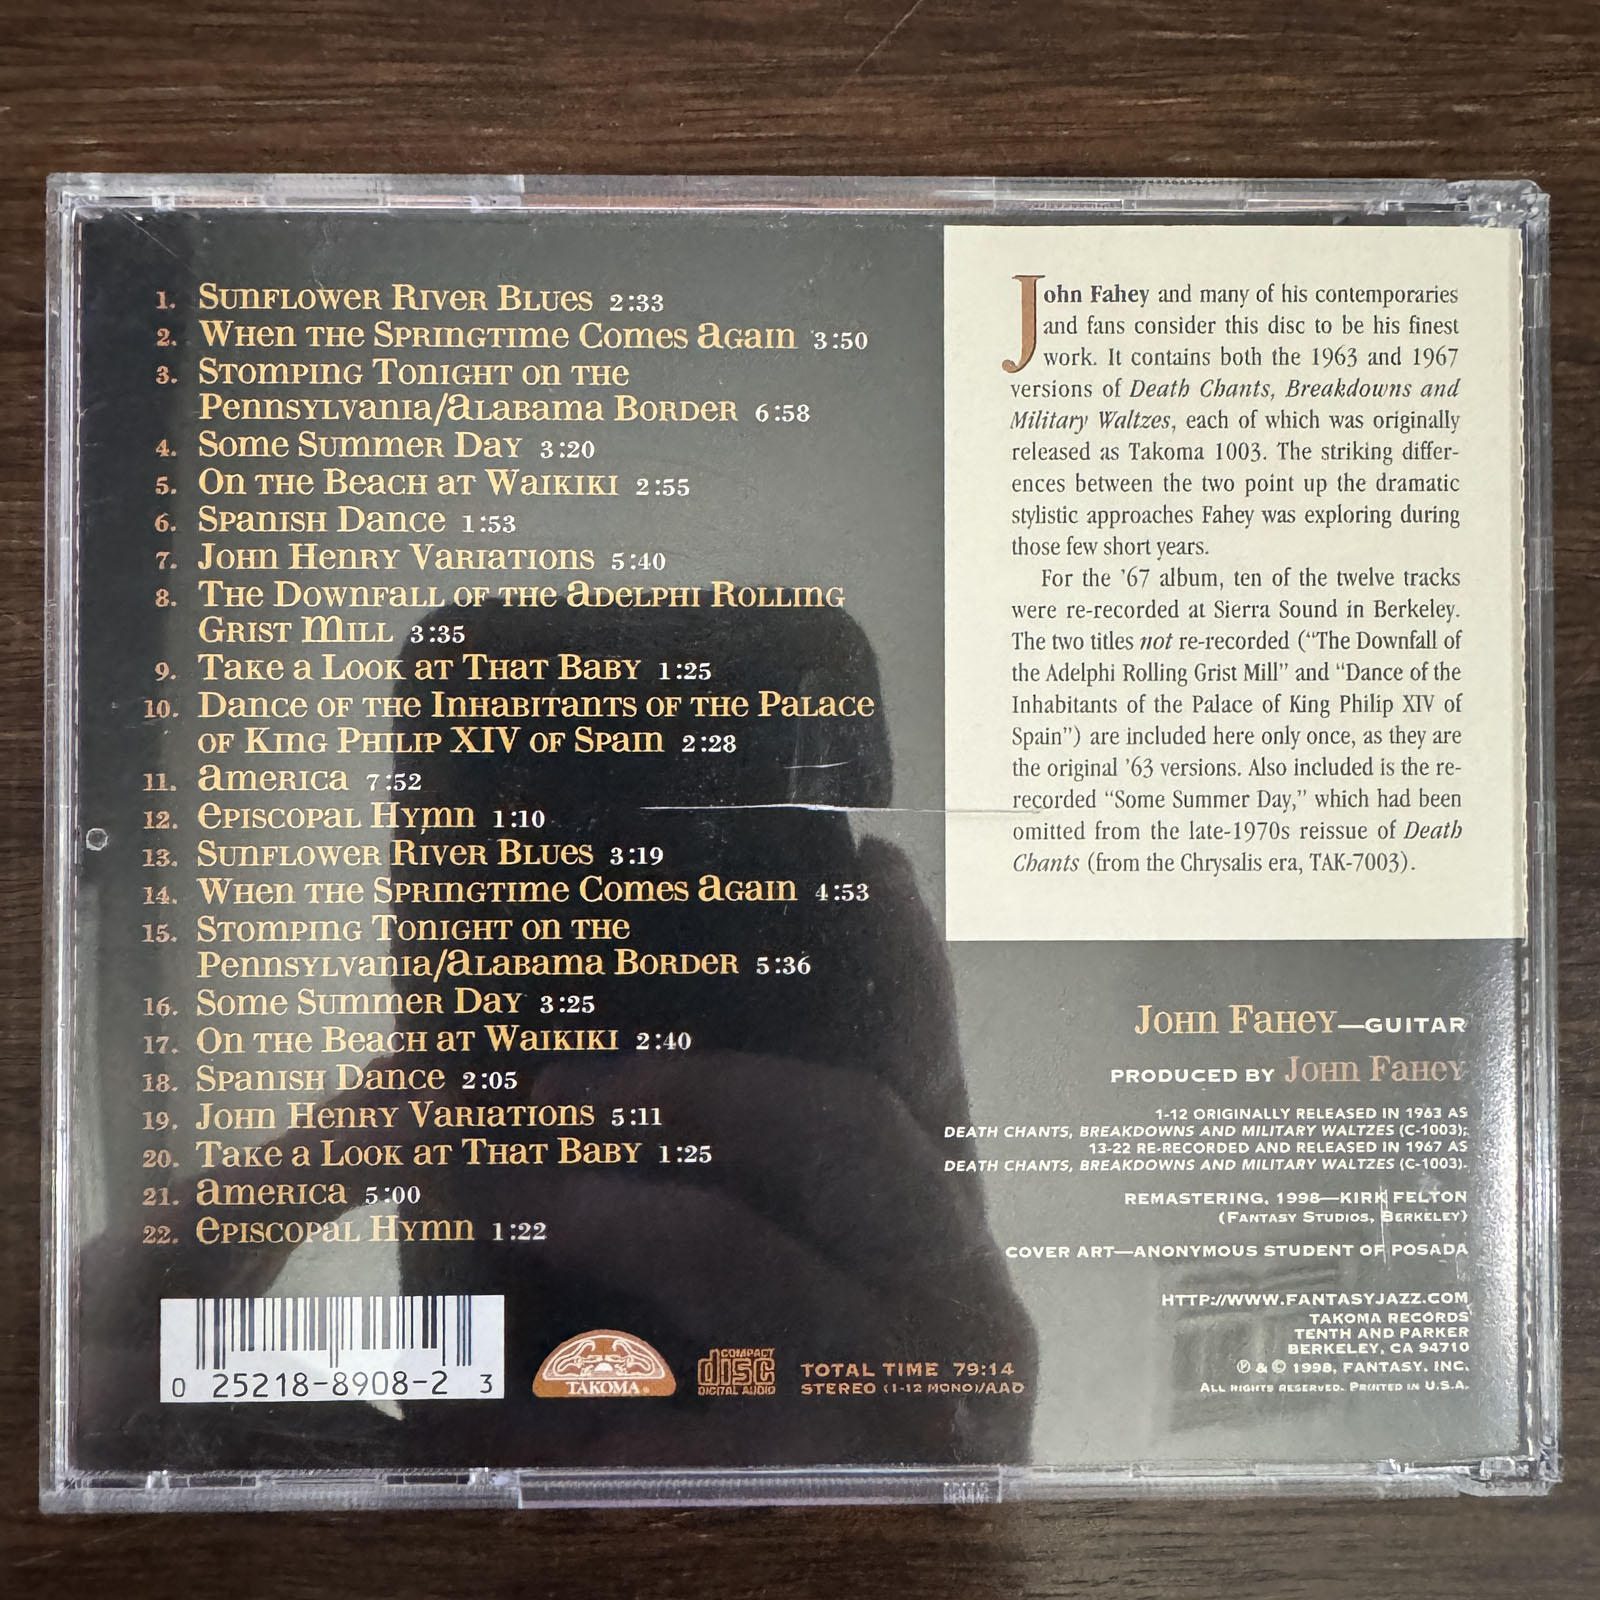 1. Sunflower River Blues 2:33
2. When the Springtime Comes Again 3:50
3. Stomping Tonight on the
Pennsylvania/Alabama Border 6:58
4. Some Summer Day 3:20
5. On the Beach at Waikiki 2:55
6. Spanish Dance 1:53
7. John Henry Variations 5:40
8. The Downfall of the Adelphi Rolling
Grist Mill 3:35
9. Take a Look at That Baby 1:25
10. Dance of the Inhabitants of the Palace
of King Philip XIV of Spain 2:28
11. America 7:52
12. Episcopal Hymn 1:10
13. Sunflower River Blues 3:19
14. When the Springtime Comes Again 4:53
15. Stomping Tonight on the
Pennsylvania/Alabama Border 5:36
16. Some Summer Day 3:25
17. On the Beach at Waikiki 2:40
18. Spanish Dance 2:05
19. John Henry Variations 5:11
20. Take a Look at That Baby 1:25
21. America 5:00
22. Episcopal Hymn 1:22
John Fahey and many of his contemporaries
and fans consider this disc to be his finest
work. It contains both the 1963 and 1967
versions of Death Chants, Breakdowns and
Military Waltzes, each of which was originally
released as Takoma 1003. The striking differ-
ences between the two point up the dramatic
stylistic approaches Fahey was exploring during
those few short years.
For the '67 album, ten of the twelve tracks
were re-recorded at Sierra Sound in Berkeley.
The two titles not re-recorded ("The Downfall of
the Adelphi Rolling Grist Mill" and "Dance of the
Inhabitants of the Palace of King Philip XIV of
Spain") are included here only once, as they are
the original '63 versions. Also included is the re-
recorded "Some Summer Day," which had been
omitted from the late-1970s reissue of Death
Chants (from the Chrysalis era, TAK-7003).
John Fahey—GUITAR
PRODUCED BY John Fahey
1-12 ORIGINALLY RELEASED IN 1963 AS
DEATH CHANTS, BREAKDOWNS AND MILITARY WALTZES (C-1003);
13-22 RE-RECORDED AND RELEASED IN 1967 AS
DEATH CHANTS, BREAKDOWNS AND MILITARY WALTZES (C-1003).
REMASTERING, 1998—KIRK FELTON
(FANTASY STUDIOS, BERKELEY)
COVER ART—ANONYMOUS STUDENT OF POSADA
HTTP://WWW.FANTASYJAZZ.COM
TAKOMA RECORDS
TENTH AND PARKER
BERKELEY, CA 94710
℗ & © 1998, FANTASY, INC.
ALL RIGHTS RESERVED. PRINTED IN U.S.A.
0 25218-8908-2 3
TAKOMA®
COMPACT
disc
DIGITAL AUDIO
TOTAL TIME 79:14
STEREO (1-12 MONO)/AAD